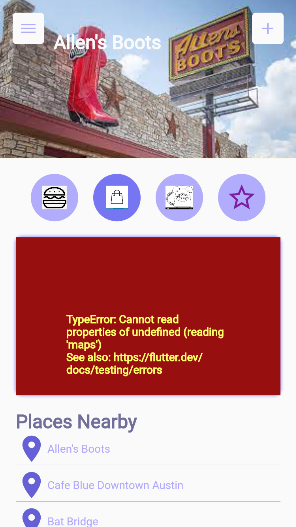 Allen's Boots
Allen's
BOOTS
TypeError: Cannot read
properties of undefined (reading
'maps')
See also: https://flutter.dev/
docs/testing/errors
Places Nearby
Allen's Boots
Cafe Blue Downtown Austin
Bat Bridge